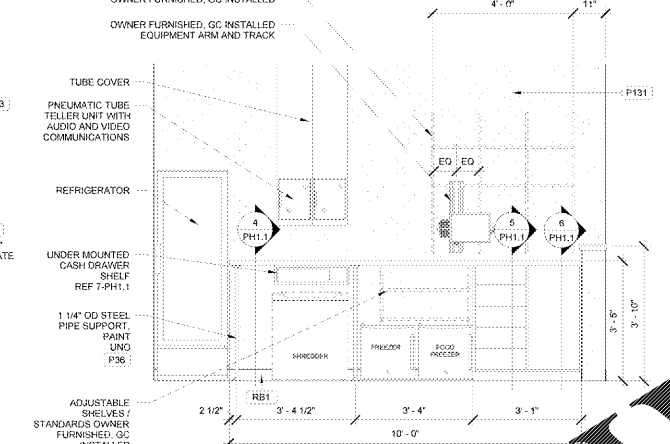 OWNER FURNISHED, GC INSTALLED
4' - 0"
11"
OWNER FURNISHED, GC INSTALLED
EQUIPMENT ARM AND TRACK
TUBE COVER
P131
PNEUMATIC TUBE
TELLER UNIT WITH
AUDIO AND VIDEO
COMMUNICATIONS
EQ EQ
REFRIGERATOR
4
PH1.1
5
PH1.1
6
PH1.1
ATE
UNDER MOUNTED
CASH DRAWER
SHELF
REF 7-PH1.1
1 1/4" OD STEEL
PIPE SUPPORT,
PAINT
UNO
P36
3' - 5"
3' - 10"
SHREDDER
FREEZER
FOOD
FREEZER
RB1
ADJUSTABLE
SHELVES /
STANDARDS OWNER
FURNISHED, GC
INSTALLED
2 1/2"
3' - 4 1/2"
3' - 4"
3' - 1"
10' - 0"